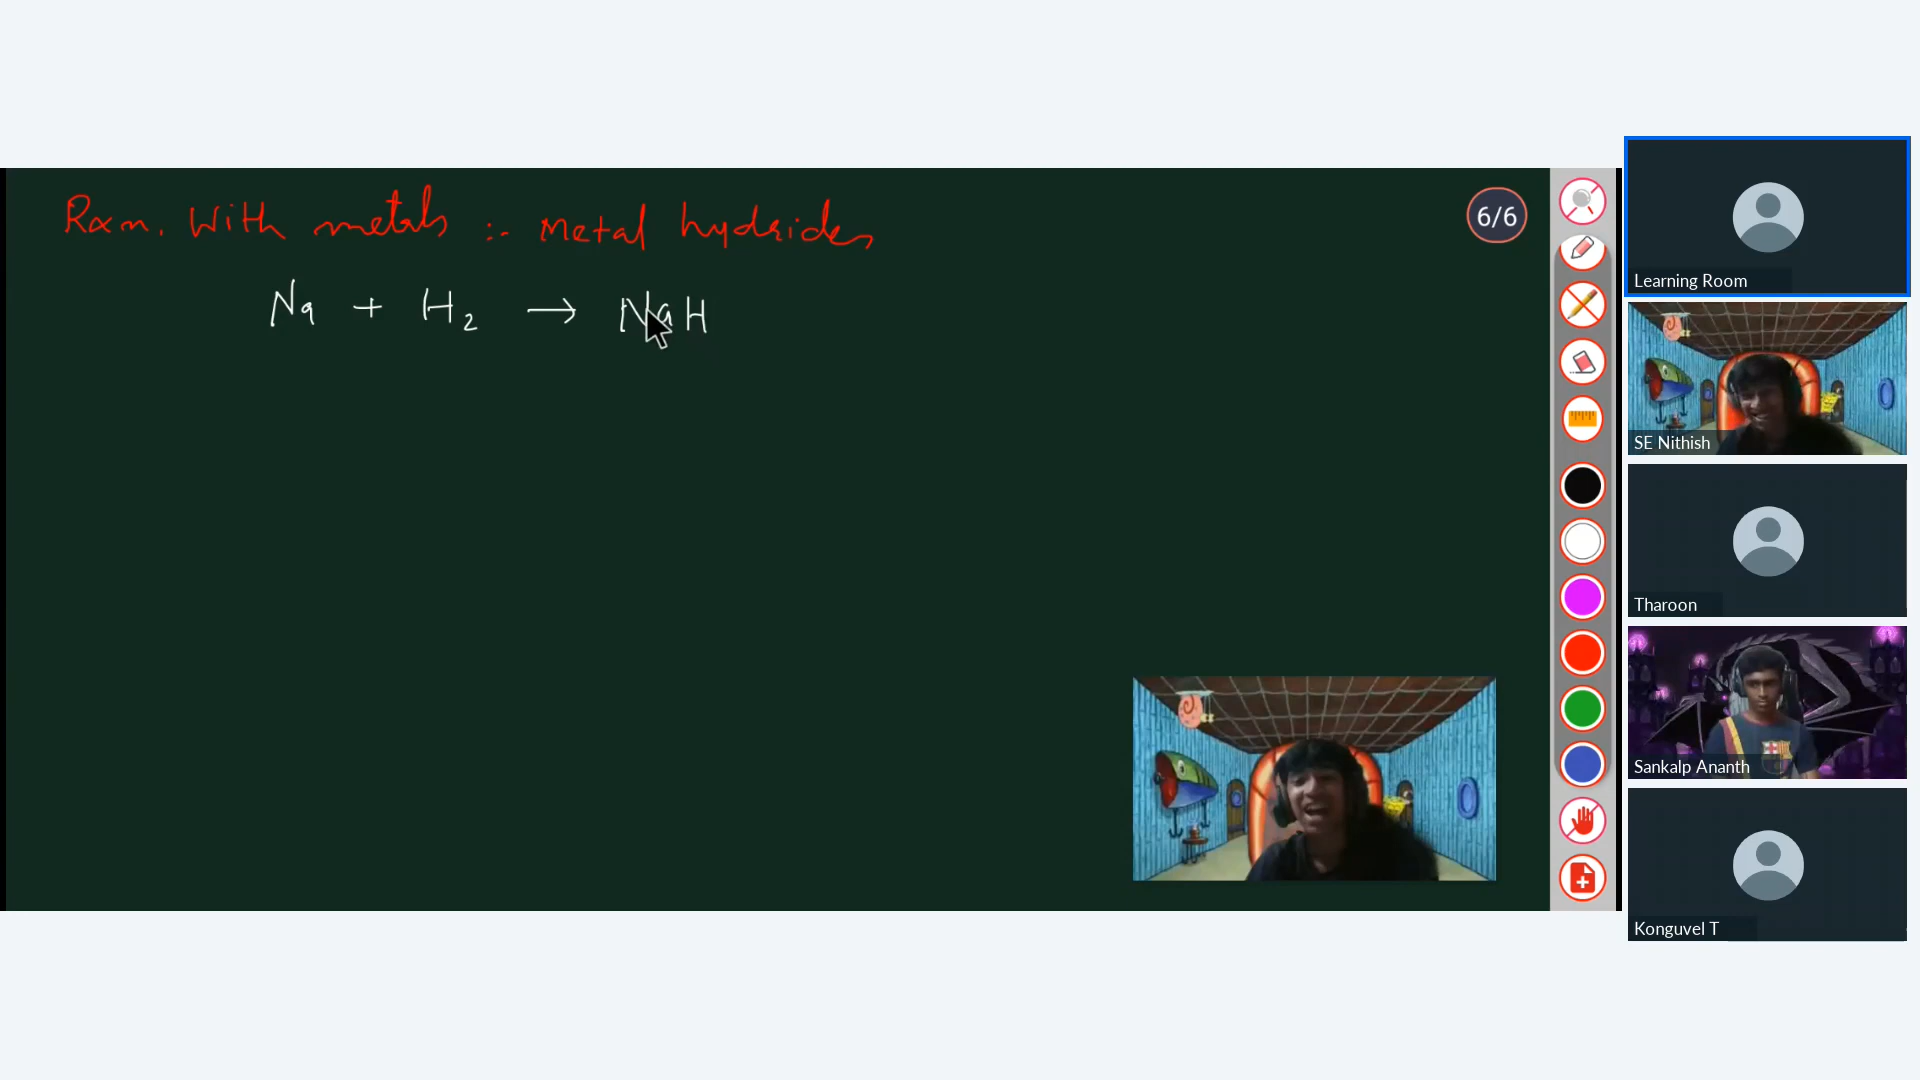 Rxn. With metals :- Metal hydrides
6/6
Na + H₂ → NaH
Learning Room
SE Nithish
Tharoon
Sankalp Ananth
Konguvel T